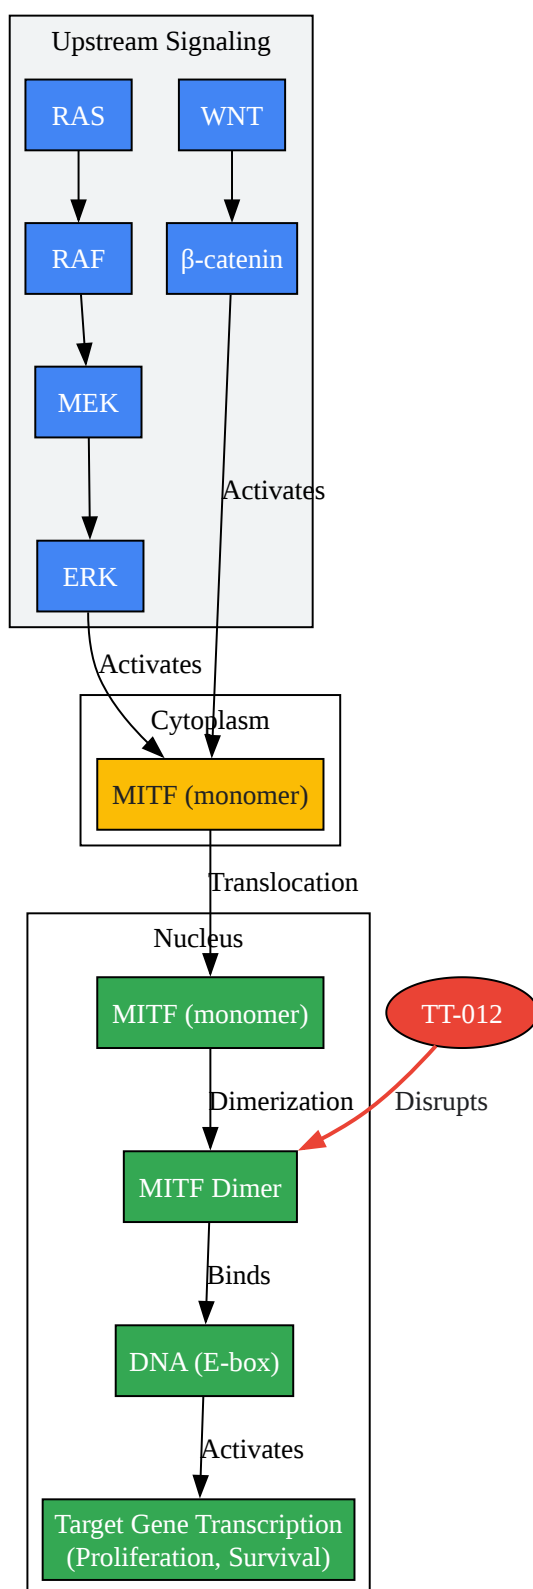 Upstream Signaling
RAS
WNT
RAF
β-catenin
MEK
Activates
ERK
Activates
Cytoplasm
MITF (monomer)
Translocation
Nucleus
MITF (monomer)
TT-012
Dimerization
Disrupts
MITF Dimer
Binds
DNA (E-box)
Activates
Target Gene Transcription
(Proliferation, Survival)